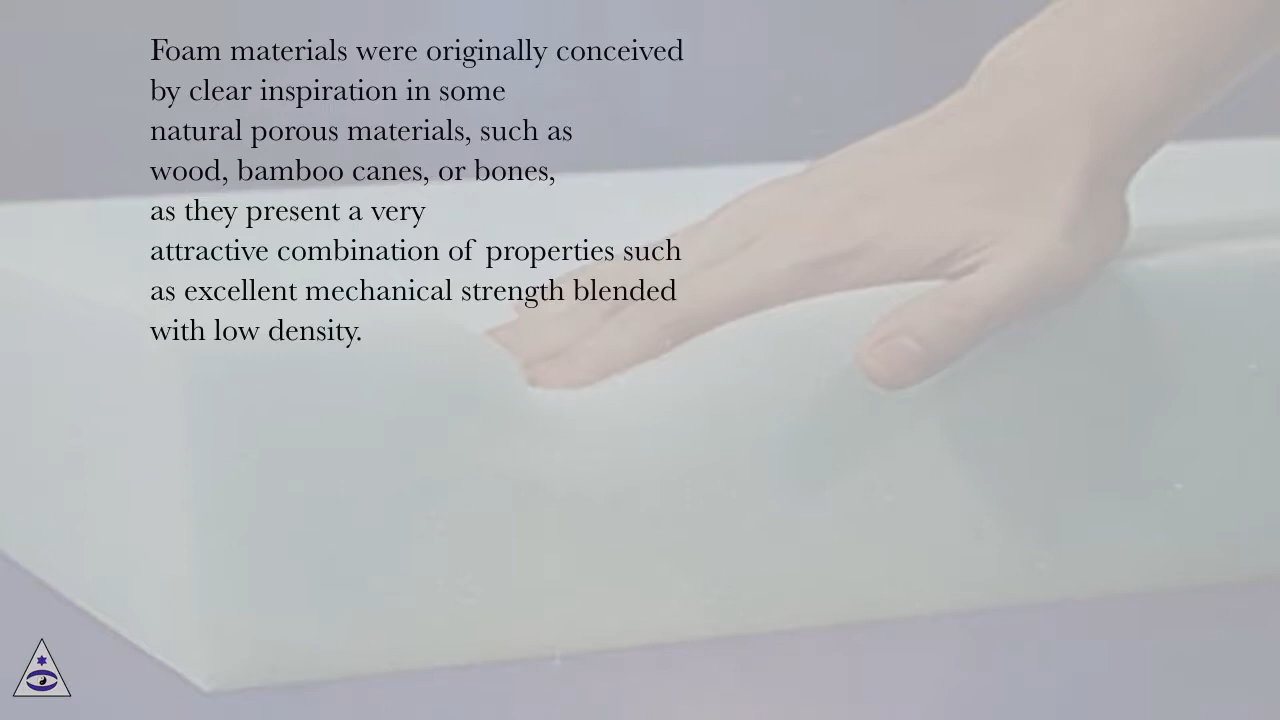 Foam materials were originally conceived
by clear inspiration in some
natural porous materials, such as
wood, bamboo canes, or bones,
as they present a very
attractive combination of properties such
as excellent mechanical strength blended
with low density.